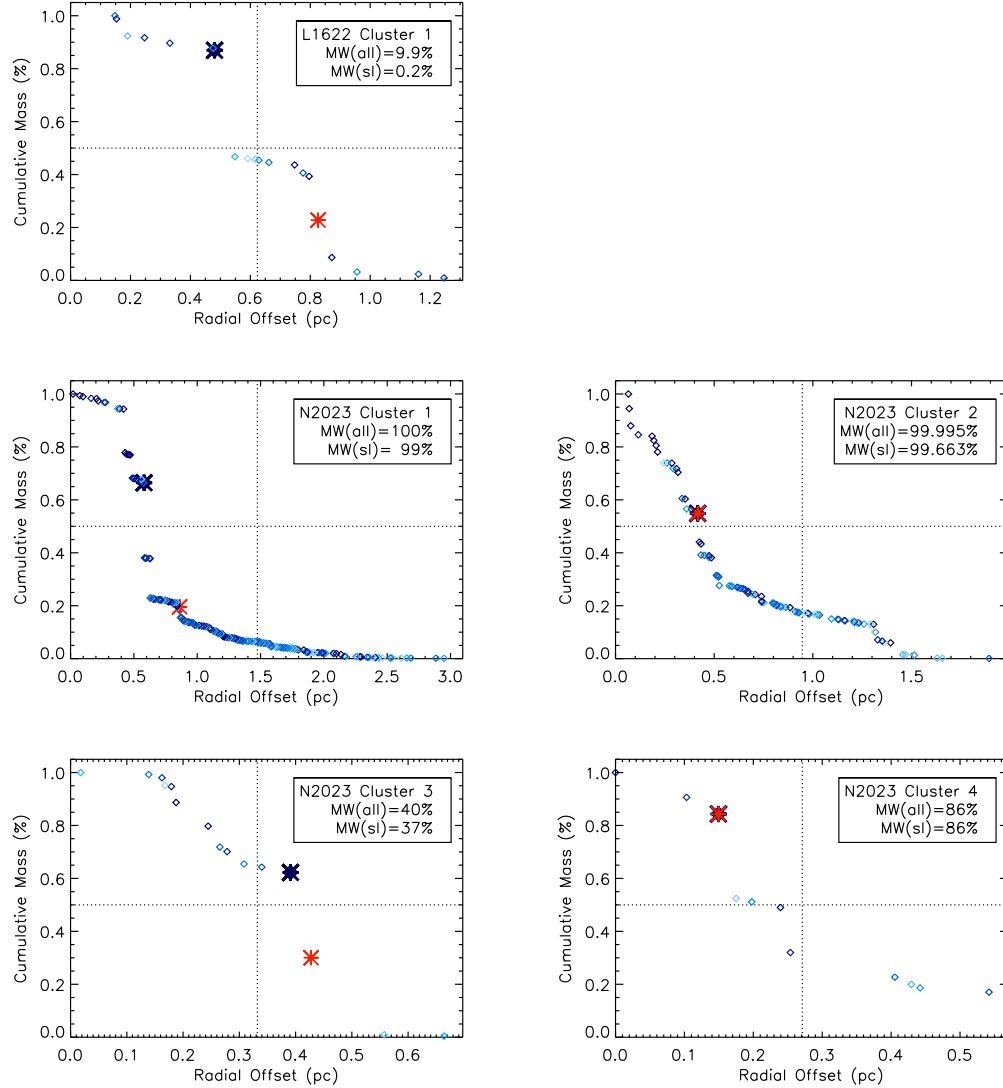 L1622 Cluster 1
MW(all)=9.9%
MW(sl)=0.2%
Cumulative Mass (%)
1.0
0.8
0.6
0.4
0.2
0.0
0.0 0.2 0.4 0.6 0.8 1.0 1.2
Radial Offset (pc)
N2023 Cluster 1
MW(all)=100%
MW(sl)= 99%
Cumulative Mass (%)
1.0
0.8
0.6
0.4
0.2
0.0
0.0 0.5 1.0 1.5 2.0 2.5 3.0
Radial Offset (pc)
N2023 Cluster 2
MW(all)=99.995%
MW(sl)=99.663%
Cumulative Mass (%)
1.0
0.8
0.6
0.4
0.2
0.0
0.0 0.5 1.0 1.5
Radial Offset (pc)
N2023 Cluster 3
MW(all)=40%
MW(sl)=37%
Cumulative Mass (%)
1.0
0.8
0.6
0.4
0.2
0.0
0.0 0.1 0.2 0.3 0.4 0.5 0.6
Radial Offset (pc)
N2023 Cluster 4
MW(all)=86%
MW(sl)=86%
Cumulative Mass (%)
1.0
0.8
0.6
0.4
0.2
0.0
0.0 0.1 0.2 0.3 0.4 0.5
Radial Offset (pc)